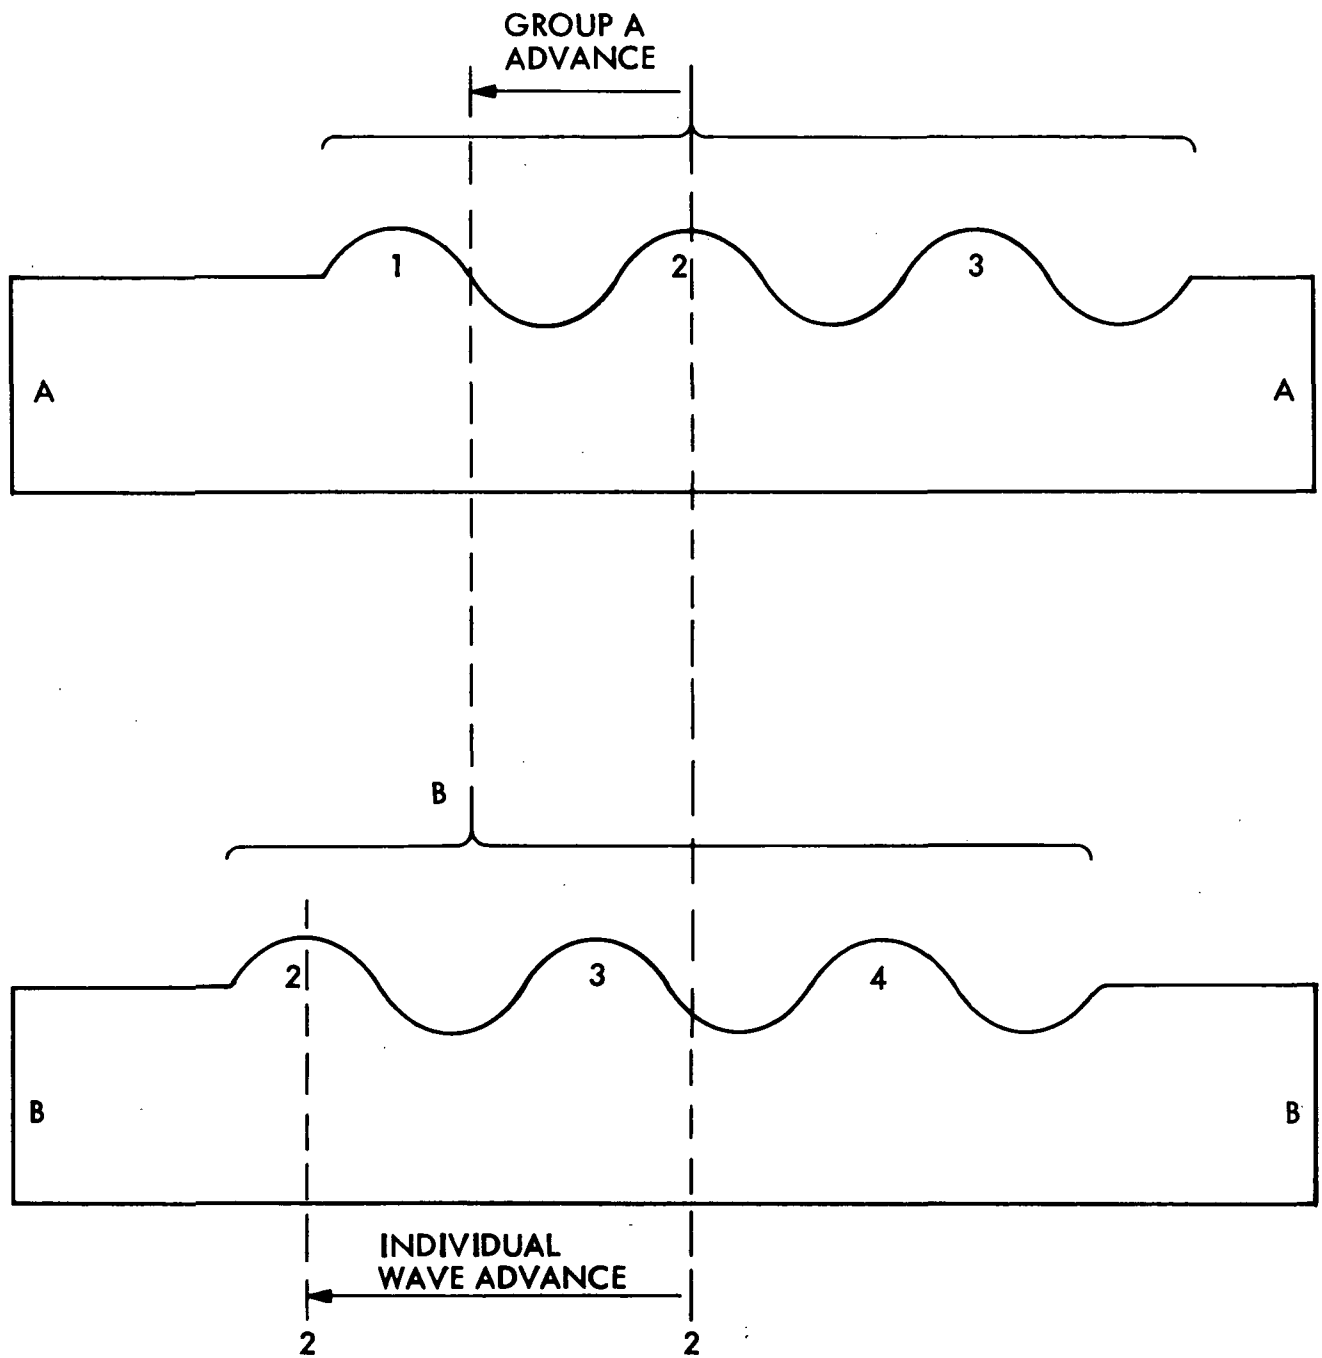 GROUP A
ADVANCE
1 2 3
A A
B
2 3 4
B B
INDIVIDUAL
WAVE ADVANCE
2 2